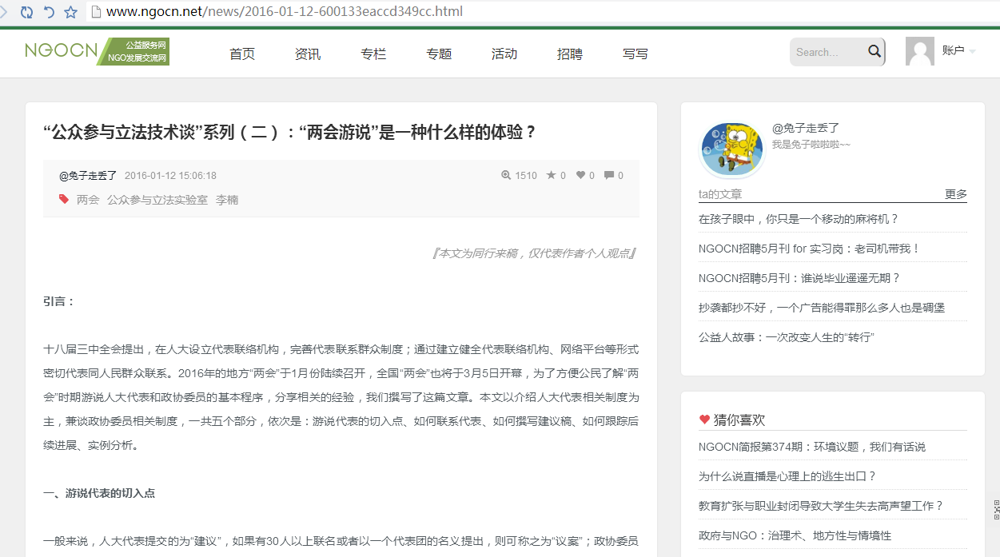 www.ngocn.net/news/2016-01-12-600133eaccd349cc.html
NGOCN
公益服务网
NGO发展交流网
首页 资讯 专栏 专题 活动 招聘 写写
Search...
账户
“公众参与立法技术谈”系列（二）：“两会游说”是一种什么样的体验？
@兔子走丢了 2016-01-12 15:06:18 1510 0 0 0
两会 公众参与立法实验室 李楠
『本文为同行来稿，仅代表作者个人观点』
引言：
十八届三中全会提出，在人大设立代表联络机构，完善代表联系群众制度；通过建立健全代表联络机构、网络平台等形式
密切代表同人民群众联系。2016年的地方“两会”于1月份陆续召开，全国“两会”也将于3月5日开幕，为了方便公民了解“两
会”时期游说人大代表和政协委员的基本程序，分享相关的经验，我们撰写了这篇文章。本文以介绍人大代表相关制度为
主，兼谈政协委员相关制度，一共五个部分，依次是：游说代表的切入点、如何联系代表、如何撰写建议稿、如何跟踪后
续进展、实例分析。
一、游说代表的切入点
一般来说，人大代表提交的为“建议”，如果有30人以上联名或者以一个代表团的名义提出，则可称之为“议案”；政协委员
@兔子走丢了
我是兔子啦啦啦~~
ta的文章 更多
在孩子眼中，你只是一个移动的麻将机？
NGOCN招聘5月刊 for 实习岗：老司机带我！
NGOCN招聘5月刊：谁说毕业遥遥无期？
抄袭都抄不好，一个广告能得罪那么多人也是碉堡
公益人故事：一次改变人生的“转行”
猜你喜欢
NGOCN简报第374期：环境议题，我们有话说
为什么说直播是心理上的逃生出口？
教育扩张与职业封闭导致大学生失去高声望工作？
政府与NGO：治理术、地方性与情境性